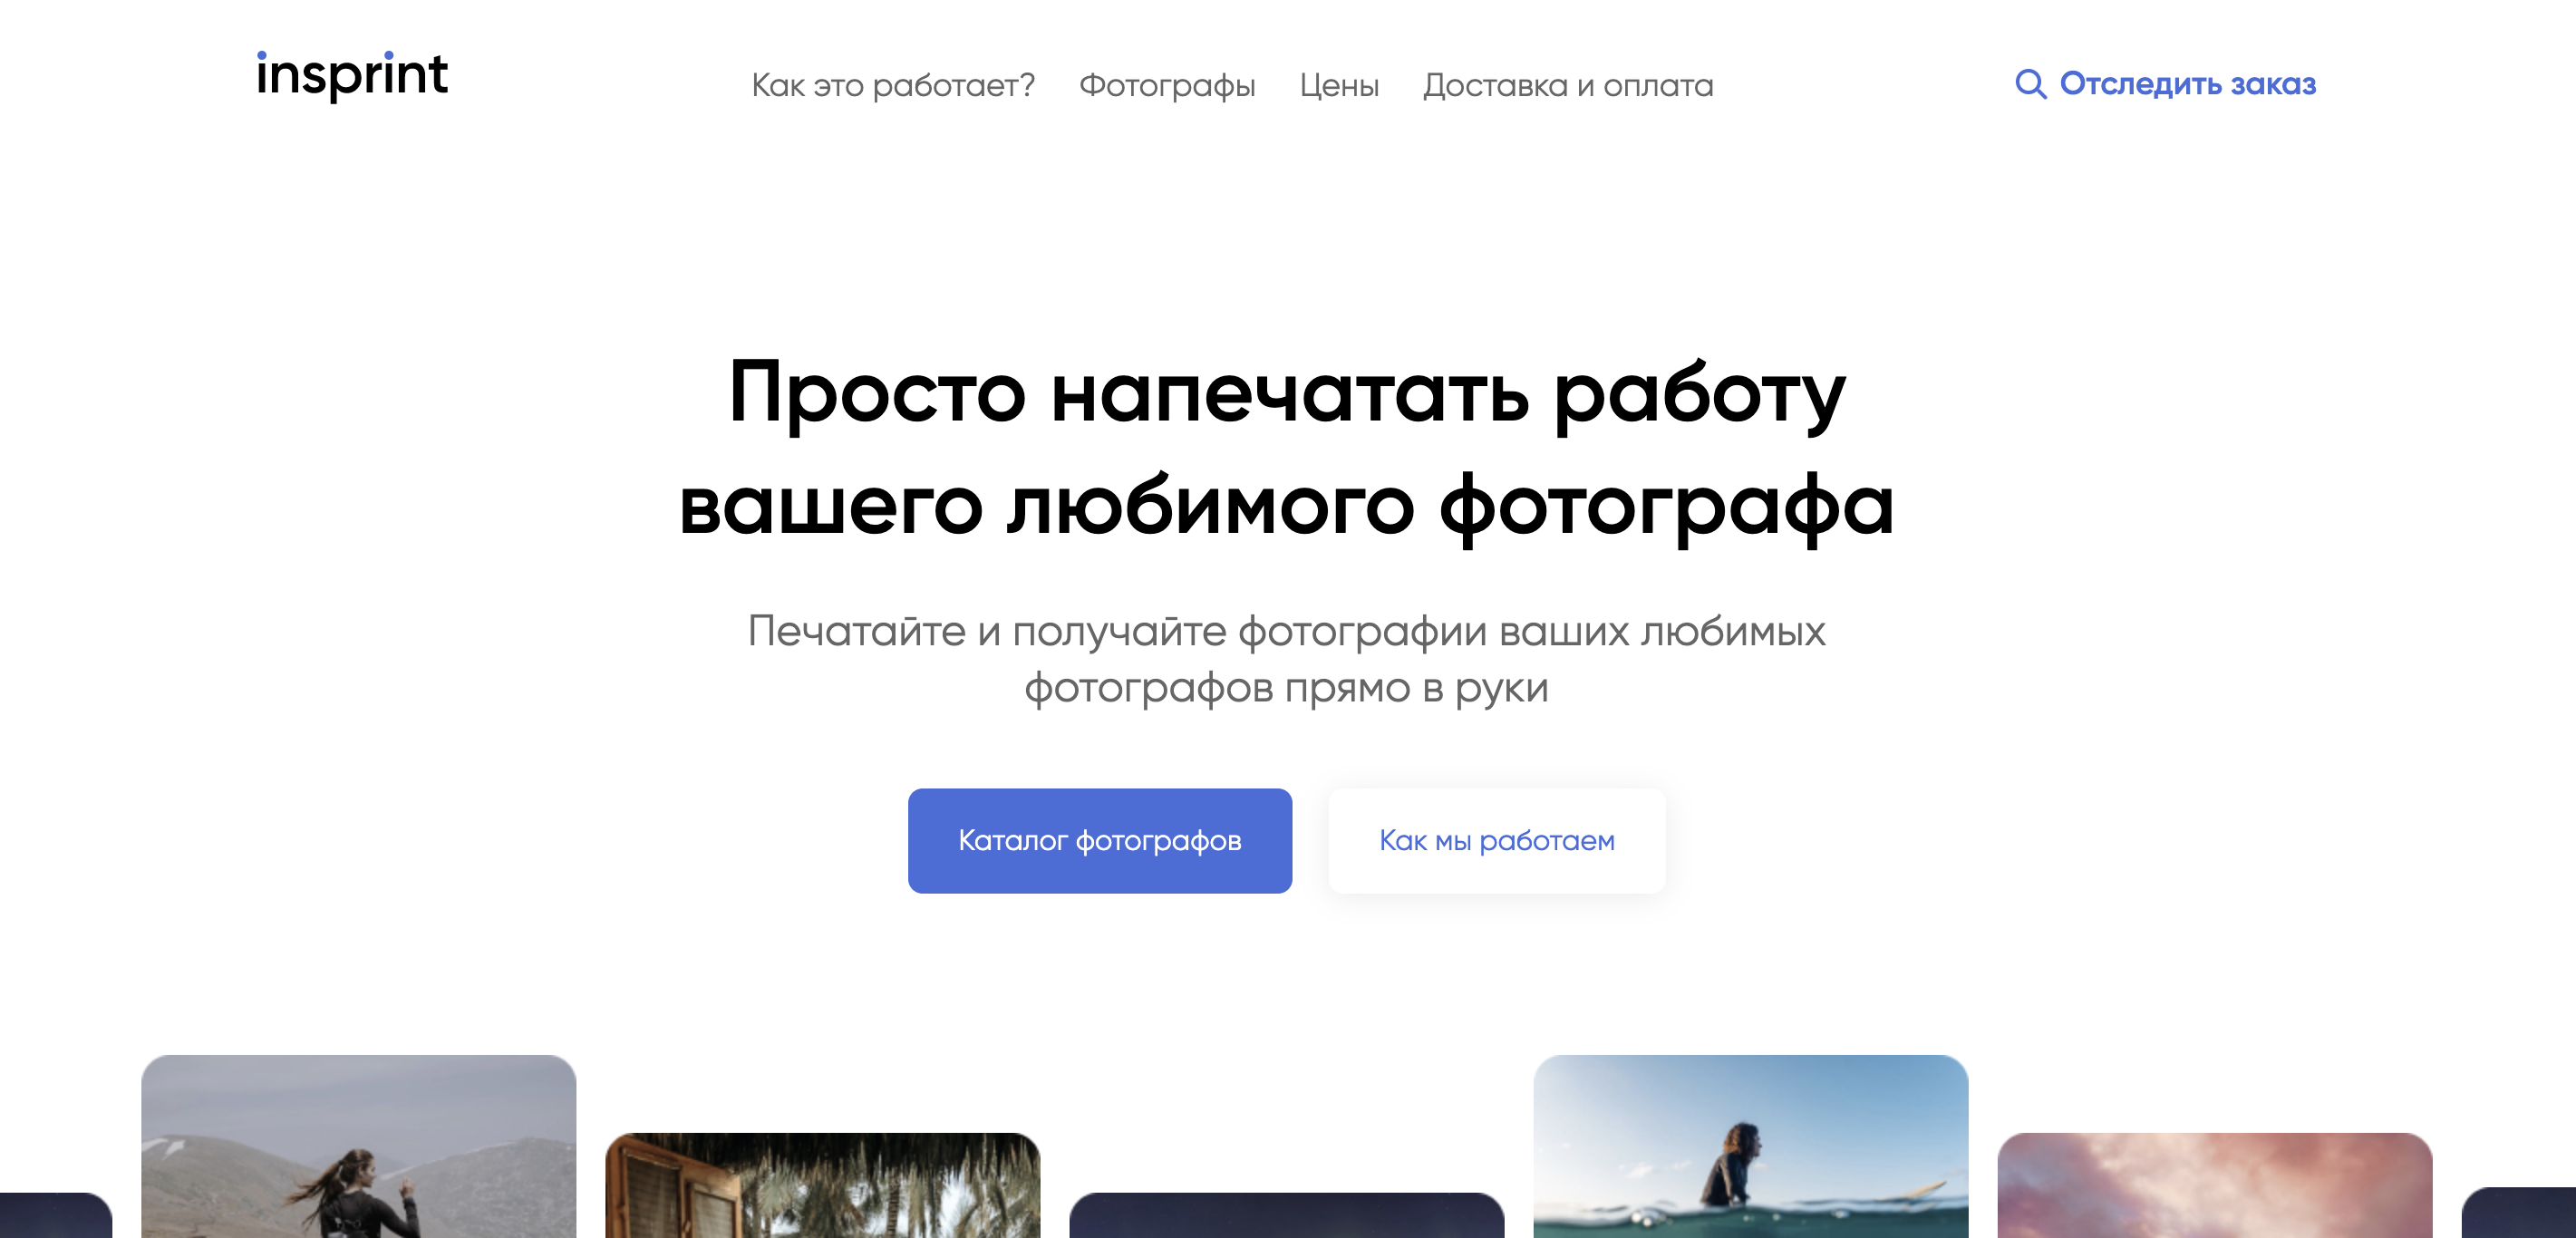 insprint
Как это работает?
Фотографы
Цены
Доставка и оплата
Отследить заказ
Просто напечатать работу
вашего любимого фотографа
Печатайте и получайте фотографии ваших любимых
фотографов прямо в руки
Каталог фотографов
Как мы работаем